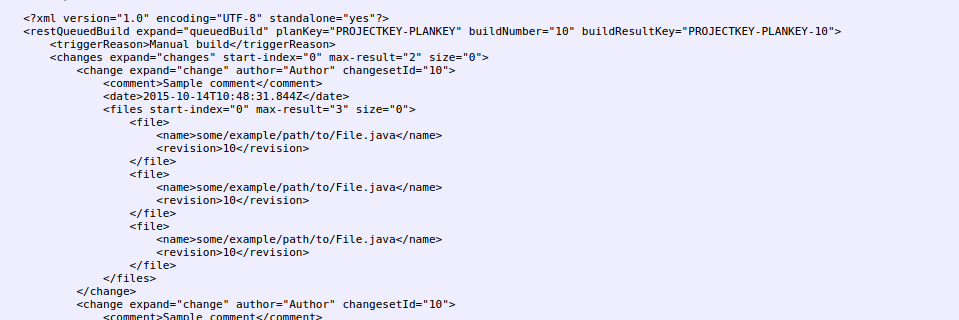 <?xml version="1.0" encoding="UTF-8" standalone="yes"?>
<restQueuedBuild expand="queuedBuild" planKey="PROJECTKEY-PLANKEY" buildNumber="10" buildResultKey="PROJECTKEY-PLANKEY-10">
    <triggerReason>Manual build</triggerReason>
    <changes expand="changes" start-index="0" max-result="2" size="0">
        <change expand="change" author="Author" changesetId="10">
            <comment>Sample comment</comment>
            <date>2015-10-14T10:48:31.844Z</date>
            <files start-index="0" max-result="3" size="0">
                <file>
                    <name>some/example/path/to/File.java</name>
                    <revision>10</revision>
                </file>
                <file>
                    <name>some/example/path/to/File.java</name>
                    <revision>10</revision>
                </file>
                <file>
                    <name>some/example/path/to/File.java</name>
                    <revision>10</revision>
                </file>
            </files>
        </change>
        <change expand="change" author="Author" changesetId="10">
            <comment>Sample comment</comment>